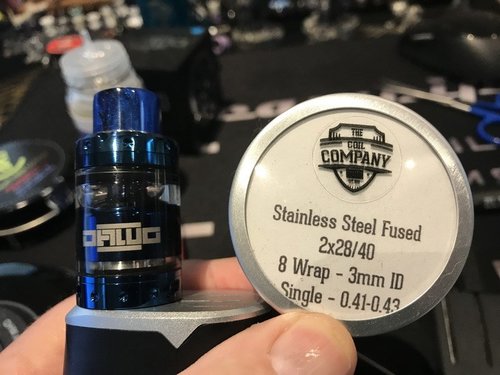 THE
COIL
COMPANY
Stainless Steel Fused
2x28/40
8 Wrap - 3mm ID
Single - 0.41-0.43